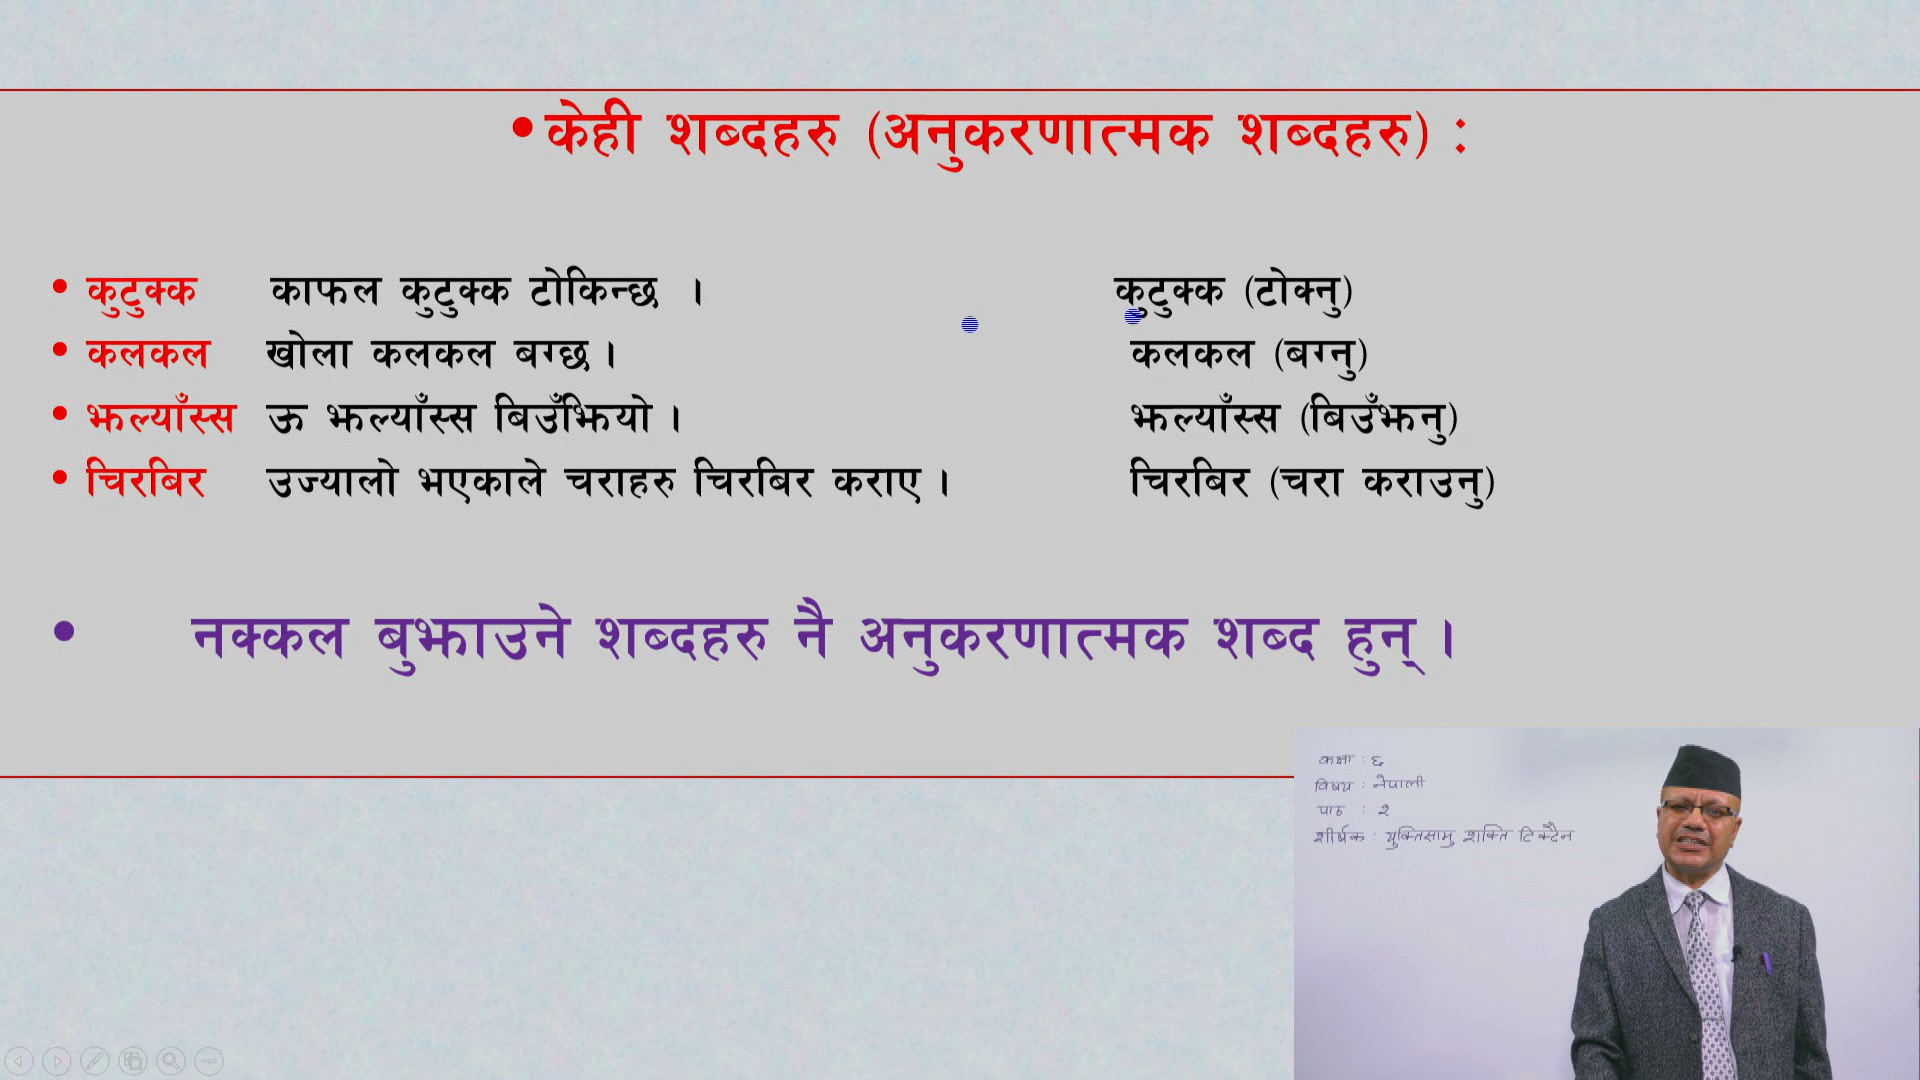 •केही शब्दहरु (अनुकरणात्मक शब्दहरु) :
• कुटुक्क काफल कुटुक्क टोकिन्छ । कुटुक्क (टोक्नु)
• कलकल खोला कलकल बग्छ । कलकल (बग्नु)
• झल्याँस्स ऊ झल्याँस्स बिउँझियो । झल्याँस्स (बिउँझनु)
• चिरबिर उज्यालो भएकाले चराहरु चिरबिर कराए । चिरबिर (चरा कराउनु)
• नक्कल बुझाउने शब्दहरु नै अनुकरणात्मक शब्द हुन् ।
कक्षा : ६
विषय : नेपाली
पाठ : २
शीर्षक : युक्तिसामु शक्ति टिक्दैन